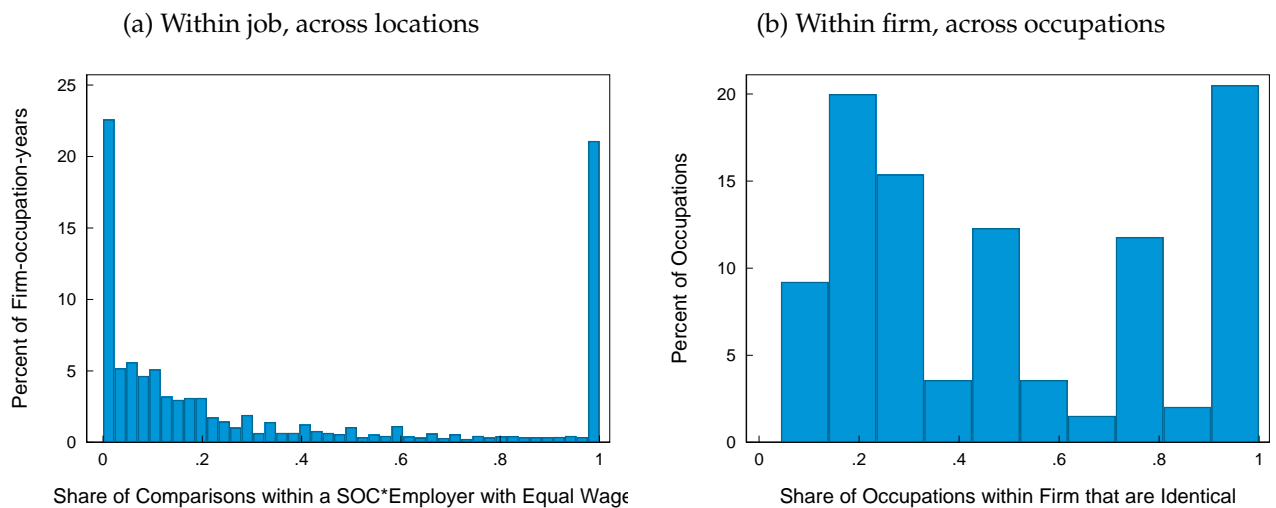 (a) Within job, across locations
(b) Within firm, across occupations
25
20
15
10
5
0
Percent of Firm-occupation-years
0 .2 .4 .6 .8 1
Share of Comparisons within a SOC*Employer with Equal Wage
20
15
10
5
0
Percent of Occupations
0 .2 .4 .6 .8 1
Share of Occupations within Firm that are Identical